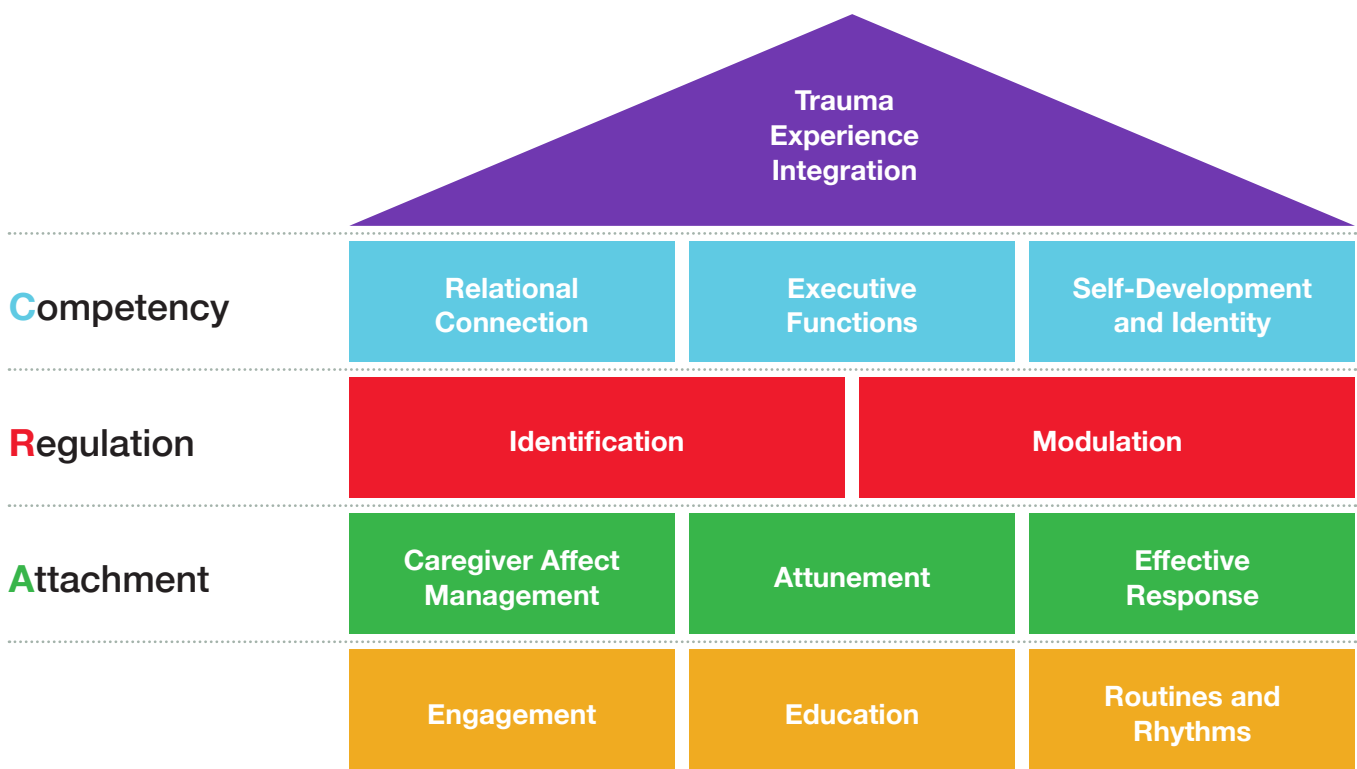 Trauma
Experience
Integration
Competency
Relational
Connection
Executive
Functions
Self-Development
and Identity
Regulation
Identification
Modulation
Attachment
Caregiver Affect
Management
Attunement
Effective
Response
Engagement
Education
Routines and
Rhythms